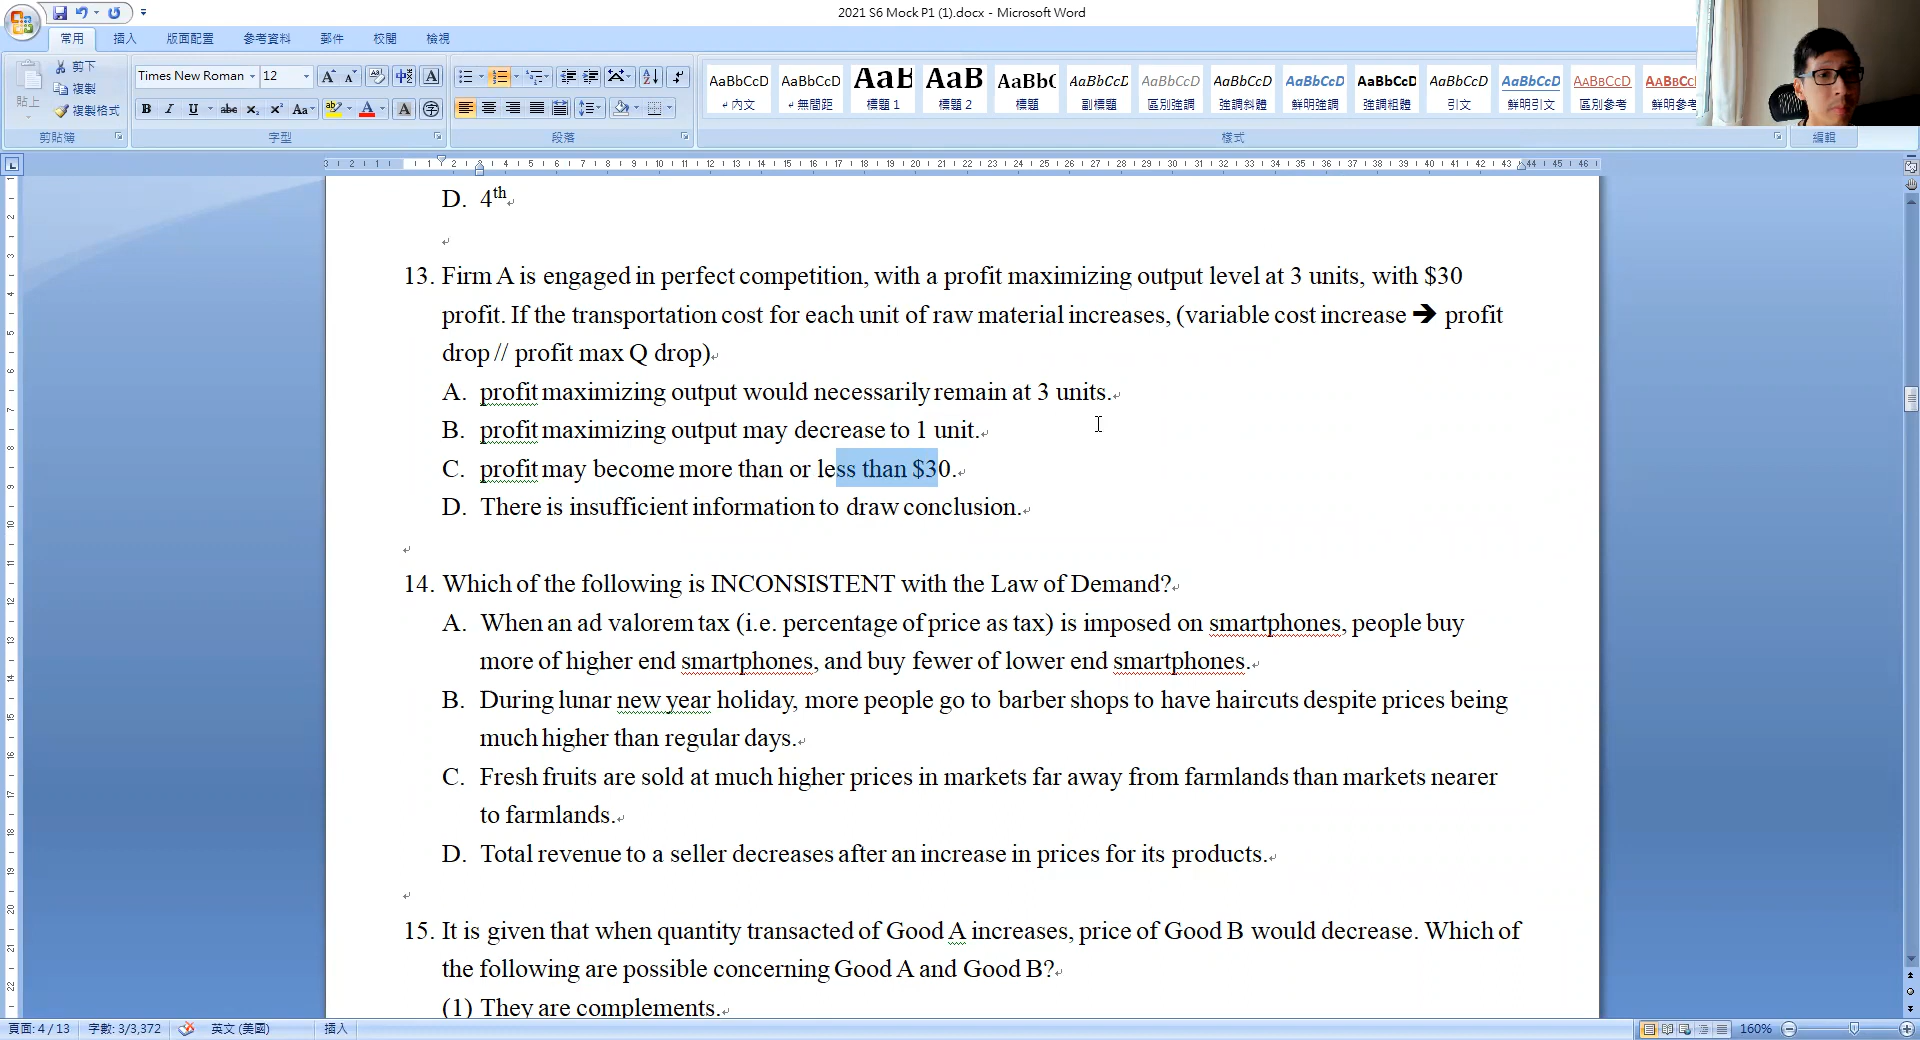 2021 S6 Mock P1 (1).docx - Microsoft Word
常用 插入 版面配置 參考資料 郵件 校閱 檢視
貼上
剪下
複製
複製格式
剪貼簿
Times New Roman 12
字型
段落
AaBbCcD AaBbCcD AaB AaB AaBb( AaBbCcD AaBbCcD AaBbCcD AaBbCcD AaBbCcD AaBbCcD AaBbCcD AABBCCD AABBCCD
內文 無間距 標題 1 標題 2 標題 副標題 區別強調 強調斜體 鮮明強調 強調粗體 引文 鮮明引文 區別參考 鮮明參考
樣式
編輯
D. 4th
13. Firm A is engaged in perfect competition, with a profit maximizing output level at 3 units, with $30
profit. If the transportation cost for each unit of raw material increases, (variable cost increase ➔ profit
drop // profit max Q drop)
A. profit maximizing output would necessarily remain at 3 units.
B. profit maximizing output may decrease to 1 unit.
C. profit may become more than or less than $30.
D. There is insufficient information to draw conclusion.
14. Which of the following is INCONSISTENT with the Law of Demand?
A. When an ad valorem tax (i.e. percentage of price as tax) is imposed on smartphones, people buy
more of higher end smartphones, and buy fewer of lower end smartphones.
B. During lunar new year holiday, more people go to barber shops to have haircuts despite prices being
much higher than regular days.
C. Fresh fruits are sold at much higher prices in markets far away from farmlands than markets nearer
to farmlands.
D. Total revenue to a seller decreases after an increase in prices for its products.
15. It is given that when quantity transacted of Good A increases, price of Good B would decrease. Which of
the following are possible concerning Good A and Good B?
(1) They are complements.
頁面: 4 / 13 字數: 3/3,372 英文 (美國) 插入 160%